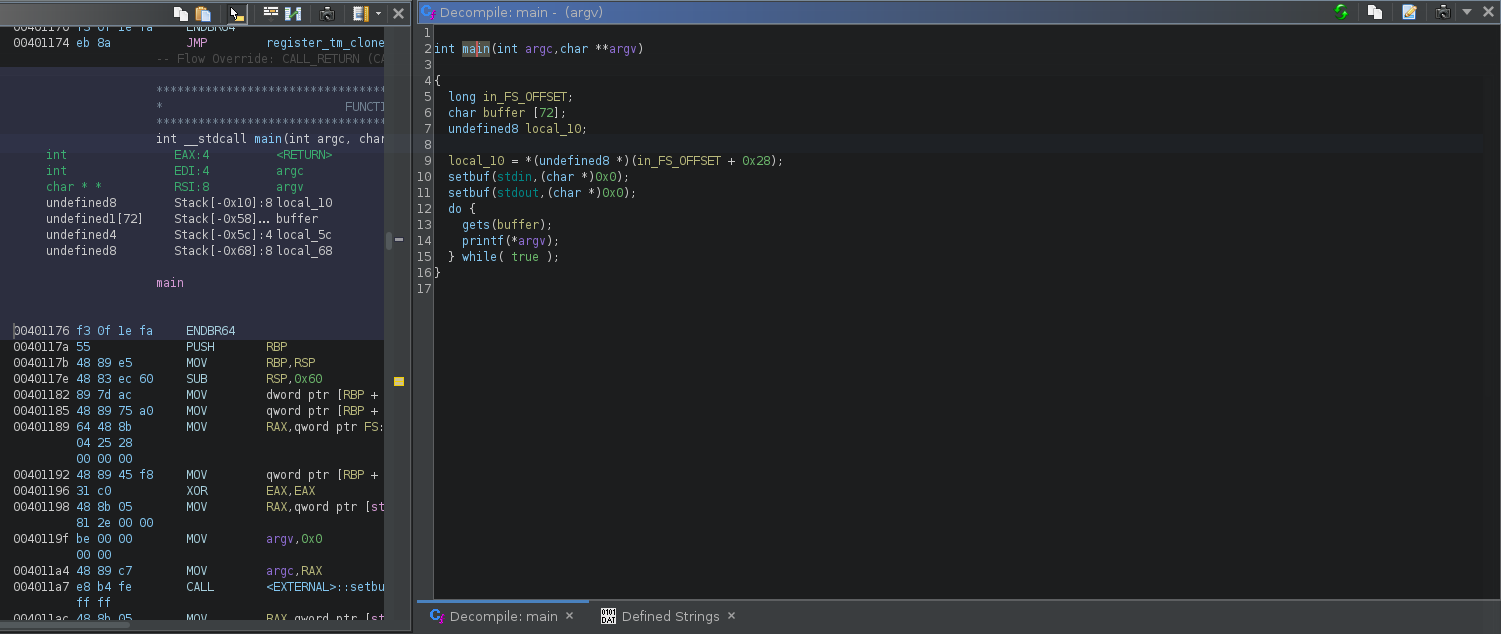 ENDBR64
00401174 eb 8a JMP register_tm_clone
-- Flow Override: CALL_RETURN (CA
*********************************
* FUNCTI
*********************************
int __stdcall main(int argc, char
int EAX:4 <RETURN>
int EDI:4 argc
char * * RSI:8 argv
undefined8 Stack[-0x10]:8 local_10
undefined1[72] Stack[-0x58]... buffer
undefined4 Stack[-0x5c]:4 local_5c
undefined8 Stack[-0x68]:8 local_68
main
00401176 f3 0f 1e fa ENDBR64
0040117a 55 PUSH RBP
0040117b 48 89 e5 MOV RBP,RSP
0040117e 48 83 ec 60 SUB RSP,0x60
00401182 89 7d ac MOV dword ptr [RBP +
00401185 48 89 75 a0 MOV qword ptr [RBP +
00401189 64 48 8b MOV RAX,qword ptr FS:
04 25 28
00 00 00
00401192 48 89 45 f8 MOV qword ptr [RBP +
00401196 31 c0 XOR EAX,EAX
00401198 48 8b 05 MOV RAX,qword ptr [st
81 2e 00 00
0040119f be 00 00 MOV argv,0x0
00 00
004011a4 48 89 c7 MOV argc,RAX
004011a7 e8 b4 fe CALL <EXTERNAL>::setbu
ff ff
004011ac 48 8b 05 MOV RAX,qword ptr [st
Decompile: main - (argv)
1
2 int main(int argc,char **argv)
3
4 {
5 long in_FS_OFFSET;
6 char buffer [72];
7 undefined8 local_10;
8
9 local_10 = *(undefined8 *)(in_FS_OFFSET + 0x28);
10 setbuf(stdin,(char *)0x0);
11 setbuf(stdout,(char *)0x0);
12 do {
13 gets(buffer);
14 printf(*argv);
15 } while( true );
16 }
17
Decompile: main ×
0101 DAT Defined Strings ×